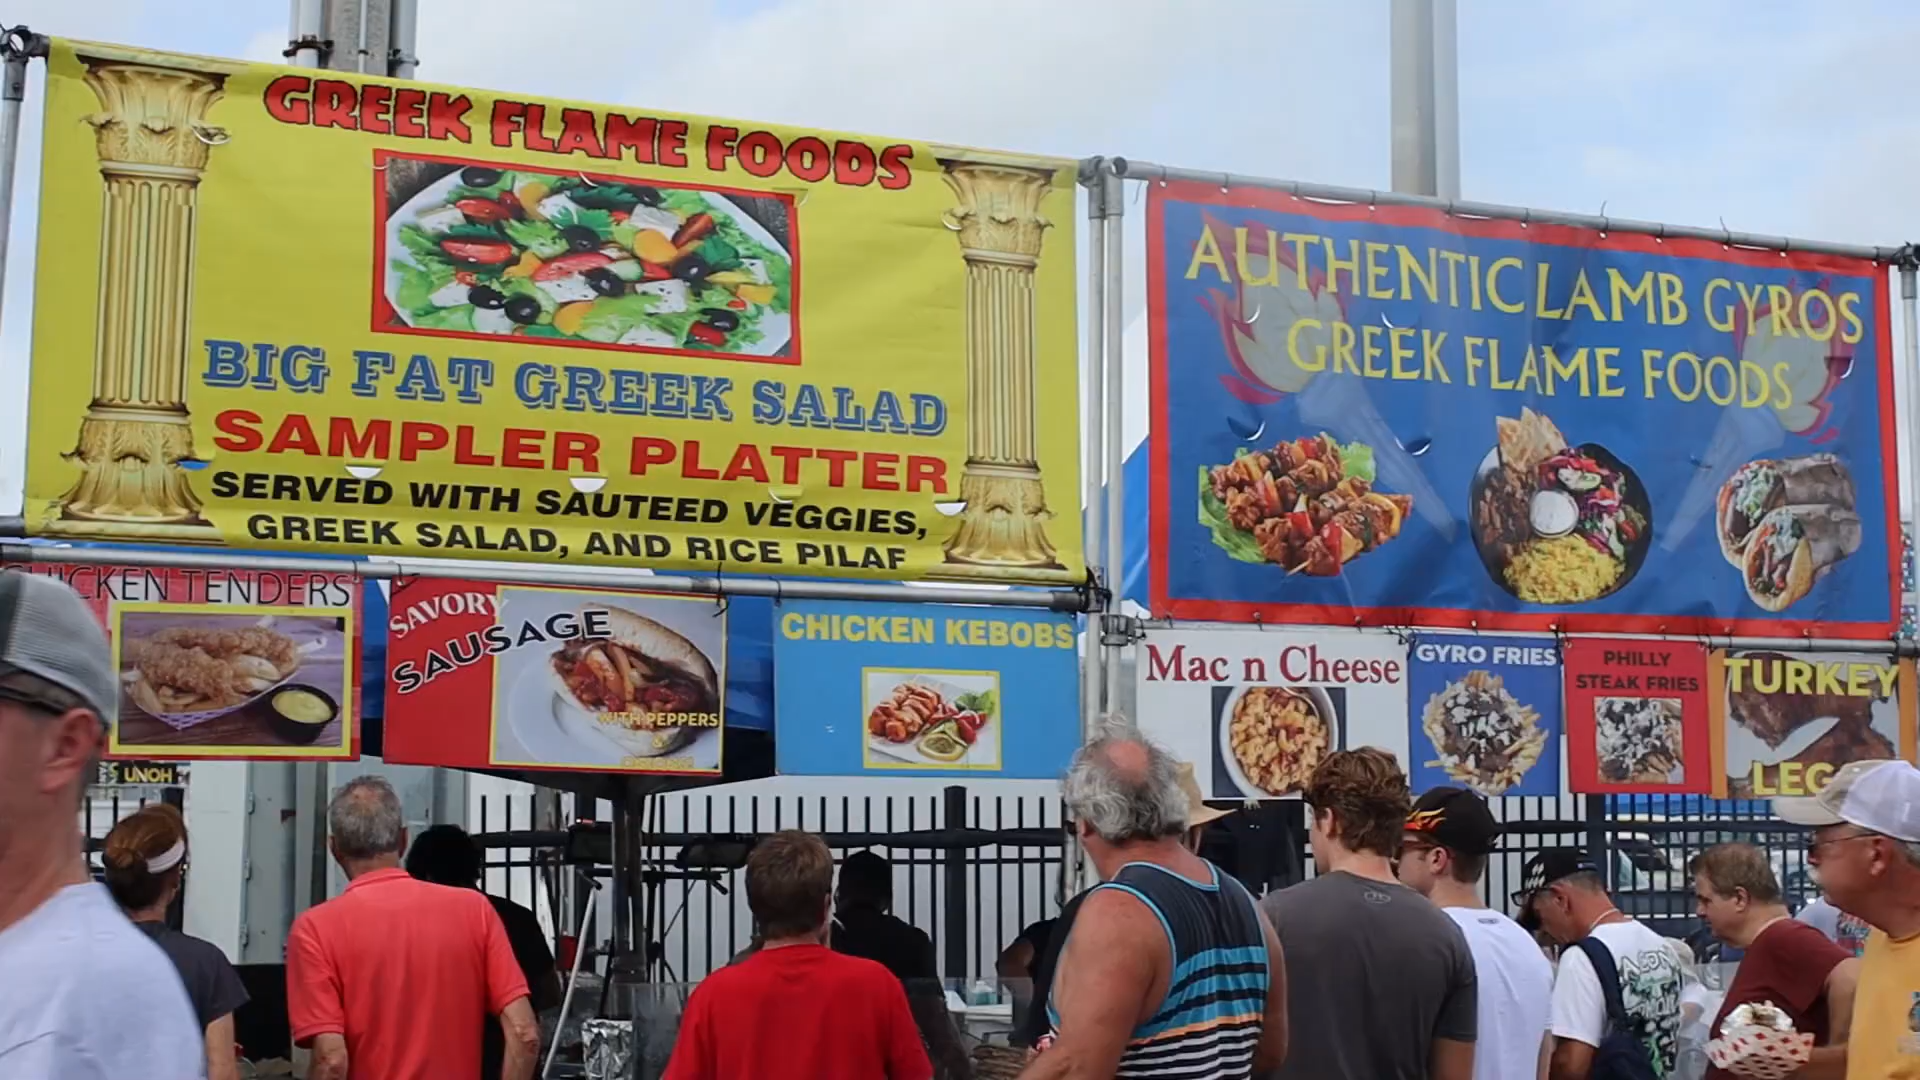 GREEK FLAME FOODS
BIG FAT GREEK SALAD
SAMPLER PLATTER
SERVED WITH SAUTEED VEGGIES,
GREEK SALAD, AND RICE PILAF
AUTHENTIC LAMB GYROS
GREEK FLAME FOODS
CHICKEN TENDERS
SAVORY
SAUSAGE
WITH PEPPERS
&
CHICKEN KEBOBS
Mac n Cheese
GYRO FRIES
PHILLY
STEAK FRIES
TURKEY
LEG
UNOH